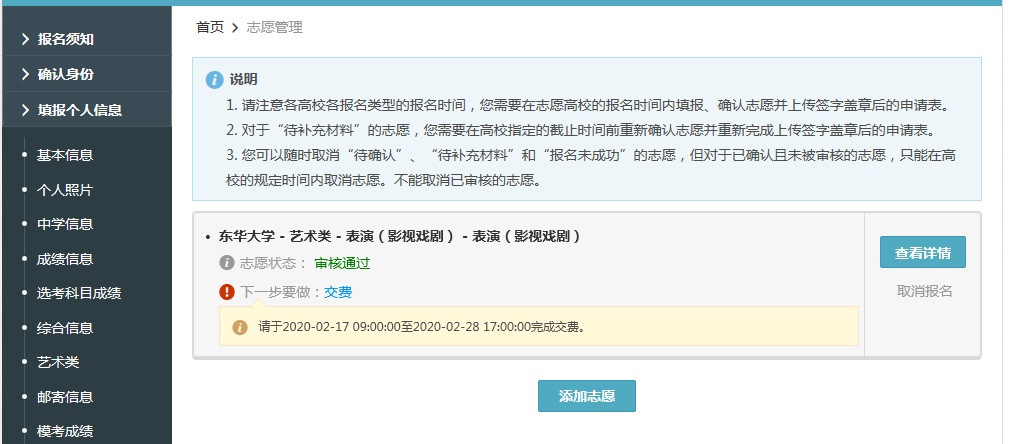 首页 > 志愿管理
报名须知
确认身份
填报个人信息
基本信息
个人照片
中学信息
成绩信息
选考科目成绩
综合信息
艺术类
邮寄信息
模考成绩
说明
1. 请注意各高校各报名类型的报名时间，您需要在志愿高校的报名时间内填报、确认志愿并上传签字盖章后的申请表。
2. 对于“待补充材料”的志愿，您需要在高校指定的截止时间前重新确认志愿并重新完成上传签字盖章后的申请表。
3. 您可以随时取消“待确认”、“待补充材料”和“报名未成功”的志愿，但对于已确认且未被审核的志愿，只能在高
校的规定时间内取消志愿。不能取消已审核的志愿。
• 东华大学 - 艺术类 - 表演（影视戏剧） - 表演（影视戏剧）
志愿状态： 审核通过
下一步要做：交费
请于2020-02-17 09:00:00至2020-02-28 17:00:00完成交费。
查看详情
取消报名
添加志愿